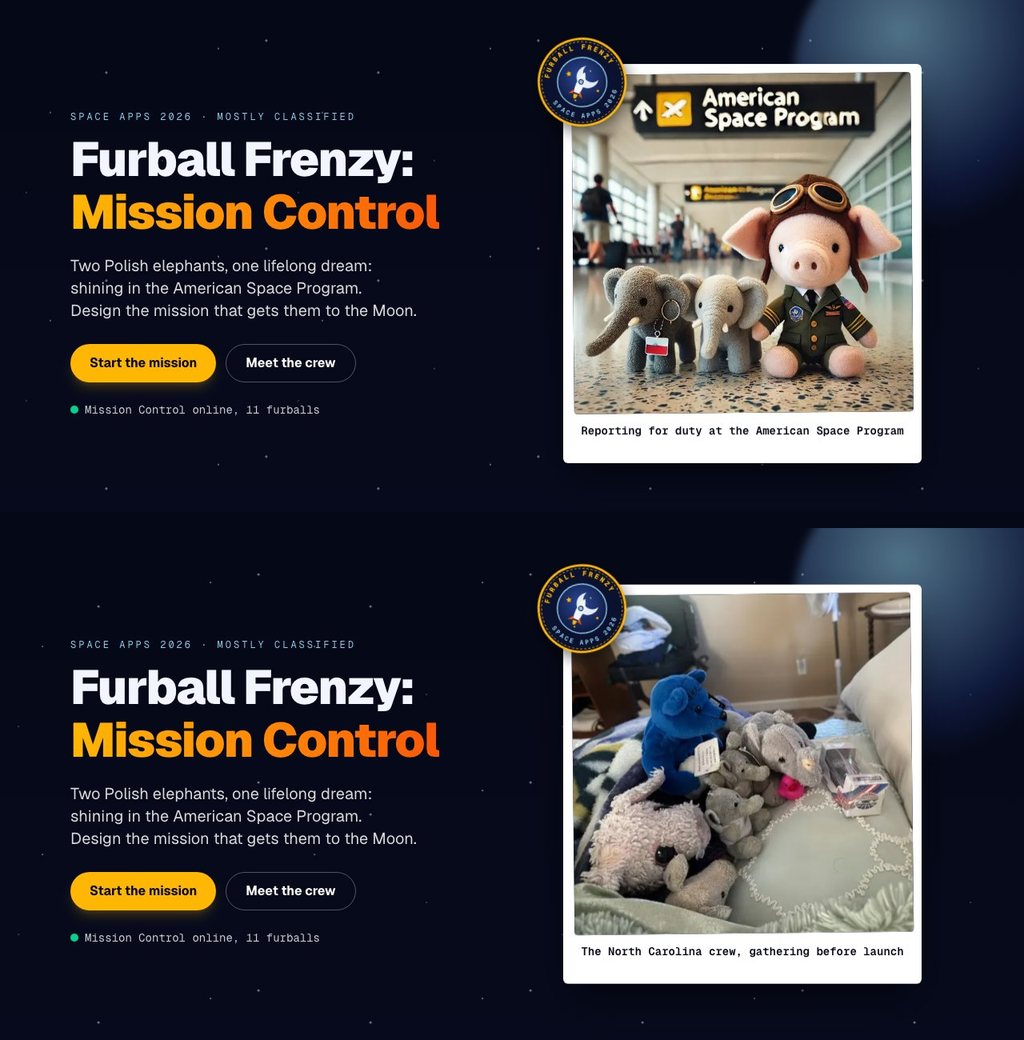 SPACE APPS 2026 · MOSTLY CLASSIFIED
Furball Frenzy:
Mission Control
Two Polish elephants, one lifelong dream:
shining in the American Space Program.
Design the mission that gets them to the Moon.
Start the mission
Meet the crew
Mission Control online, 11 furballs
FURBALL FRENZY
SPACE APPS 2026
American
Space Program
Reporting for duty at the American Space Program
SPACE APPS 2026 · MOSTLY CLASSIFIED
Furball Frenzy:
Mission Control
Two Polish elephants, one lifelong dream:
shining in the American Space Program.
Design the mission that gets them to the Moon.
Start the mission
Meet the crew
Mission Control online, 11 furballs
FURBALL FRENZY
SPACE APPS 2026
The North Carolina crew, gathering before launch